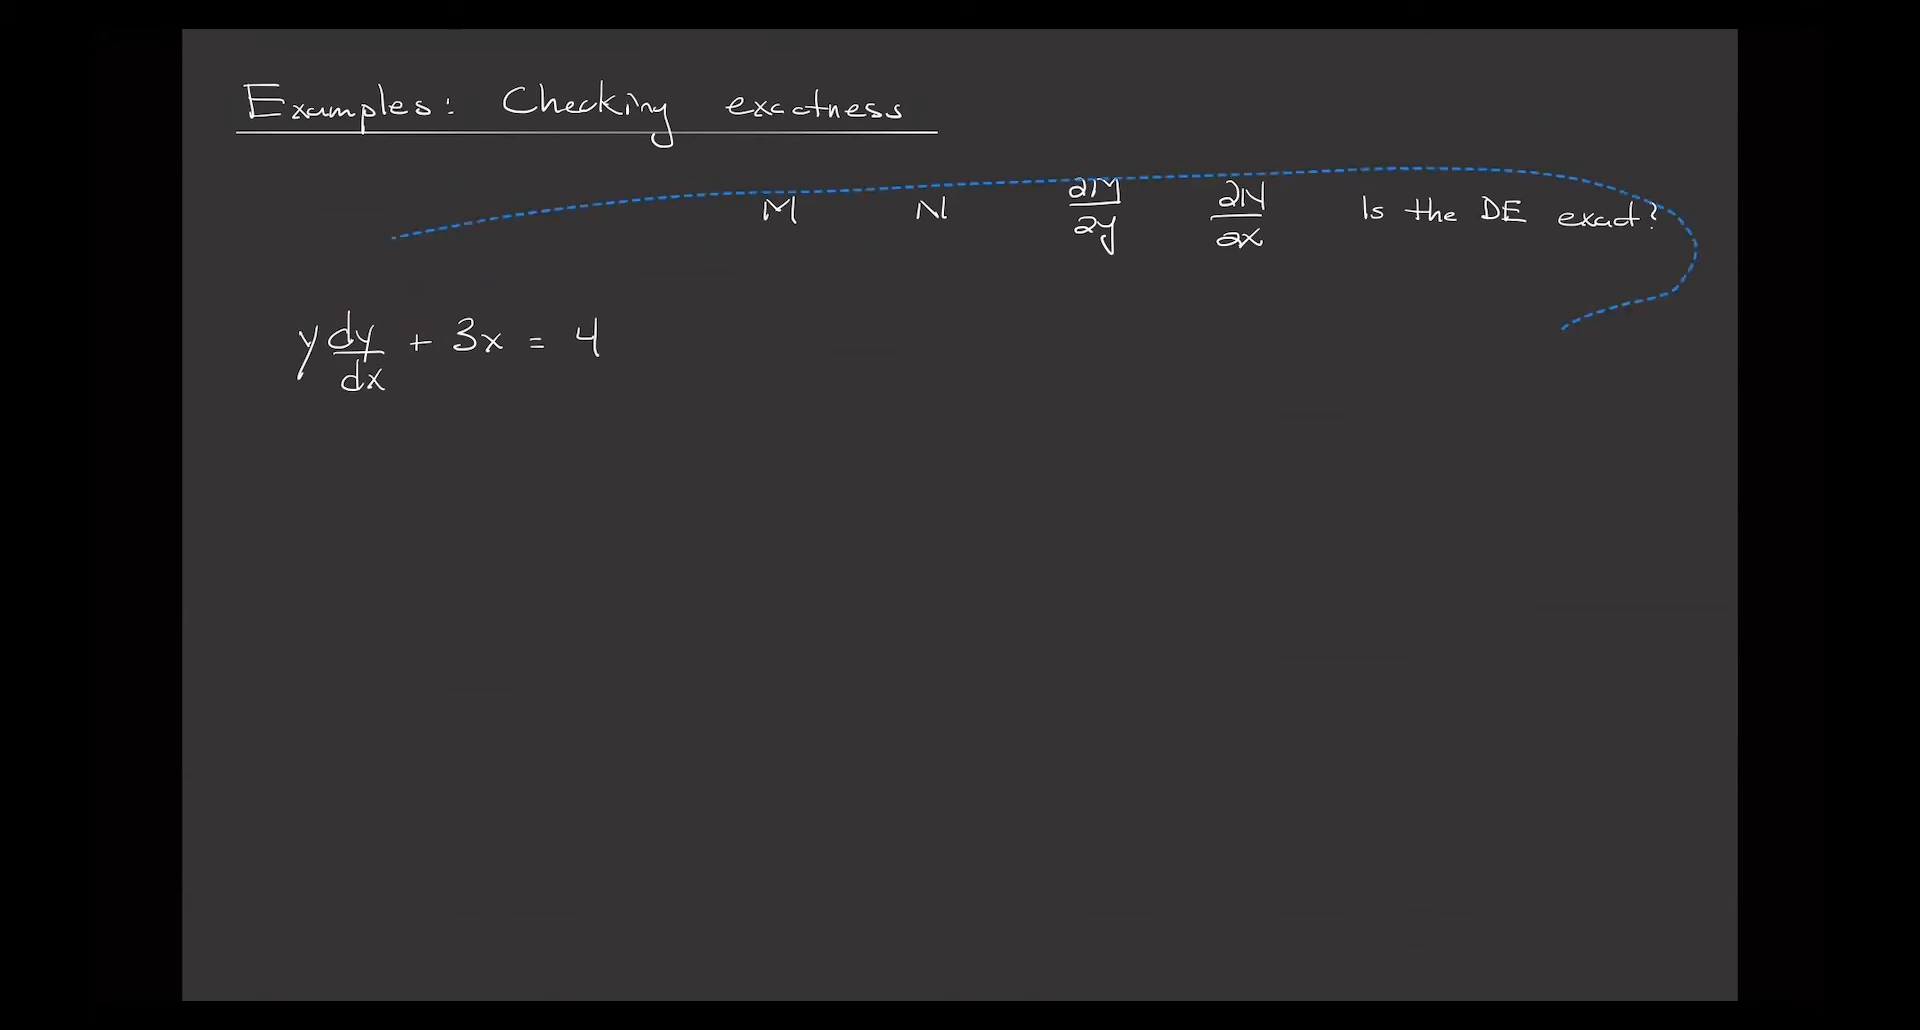 Examples: Checking exactness
M N ∂M/∂y ∂N/∂x Is the DE exact?
y dy/dx + 3x = 4